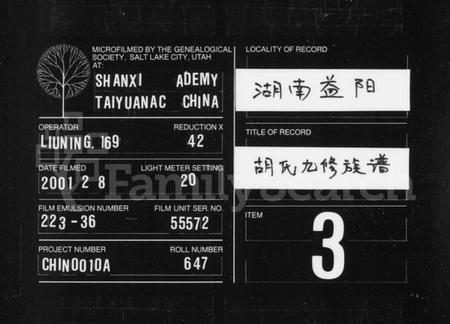 MICROFILMED BY THE GENEALOGICAL
SOCIETY, SALT LAKE CITY, UTAH
AT:
SHANXI ADEMY
TAIYUANAC CHINA
OPERATOR
LIUNING. 169
REDUCTION X
42
DATE FILMED
2001 2 8
LIGHT METER SETTING
20
FILM EMULSION NUMBER
223-36
FILM UNIT SER. NO.
55572
PROJECT NUMBER
CHIN0010A
ROLL NUMBER
647
LOCALITY OF RECORD
湖南益阳
TITLE OF RECORD
胡氏九修族谱
ITEM
3
FamilySearch